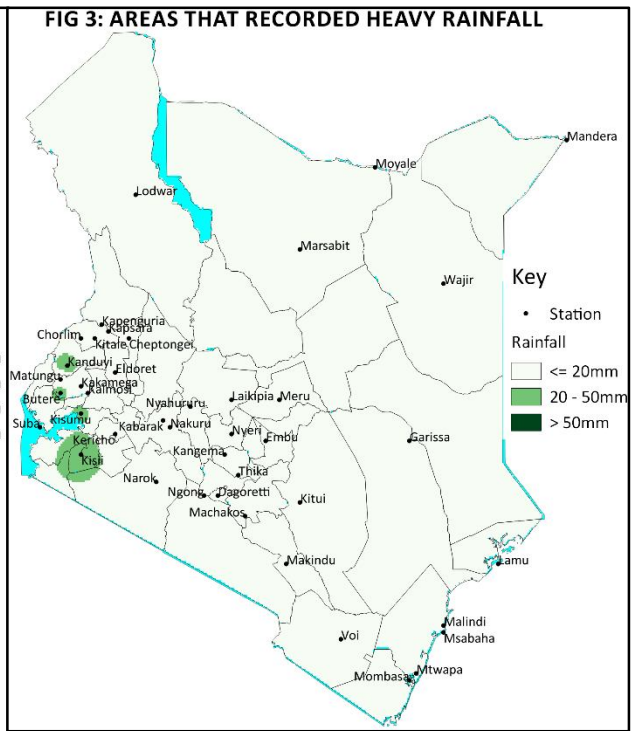 FIG 3: AREAS THAT RECORDED HEAVY RAINFALL
Mandera
Moyale
Lodwar
Marsabit
Wajir
Key
Station
Rainfall
<= 20mm
20 - 50mm
> 50mm
Kapenguria
Kapsara
Chorlim
Kitale
Cheptongei
Kanduyi
Eldoret
Matungu
Kakamega
Kaimosi
Butere
Nyahururu
Laikipia
Meru
Kisumu
Suba
Kabarak
Nakuru
Nyeri
Embu
Garissa
Kericho
Kisii
Kangema
Thika
Narok
Ngong
Dagoretti
Kitui
Machakos
Makindu
Lamu
Malindi
Msabaha
Voi
Mtwapa
Mombasa